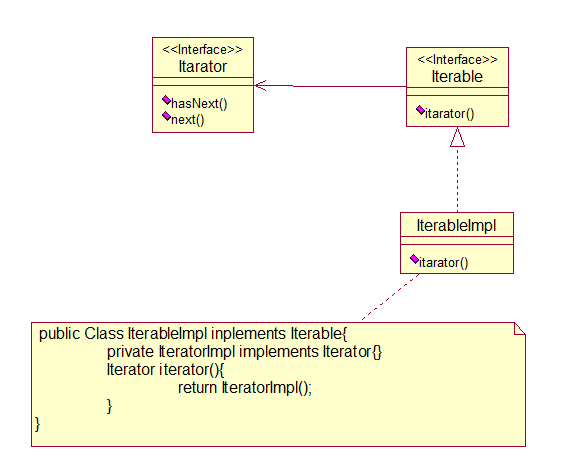 <<Interface>>
Itarator
hasNext()
next()
<<Interface>>
Iterable
itarator()
IterableImpl
itarator()
public Class IterableImpl inplements Iterable{
private IteratorImpl implements Iterator{}
Iterator iterator(){
return IteratorImpl();
}
}